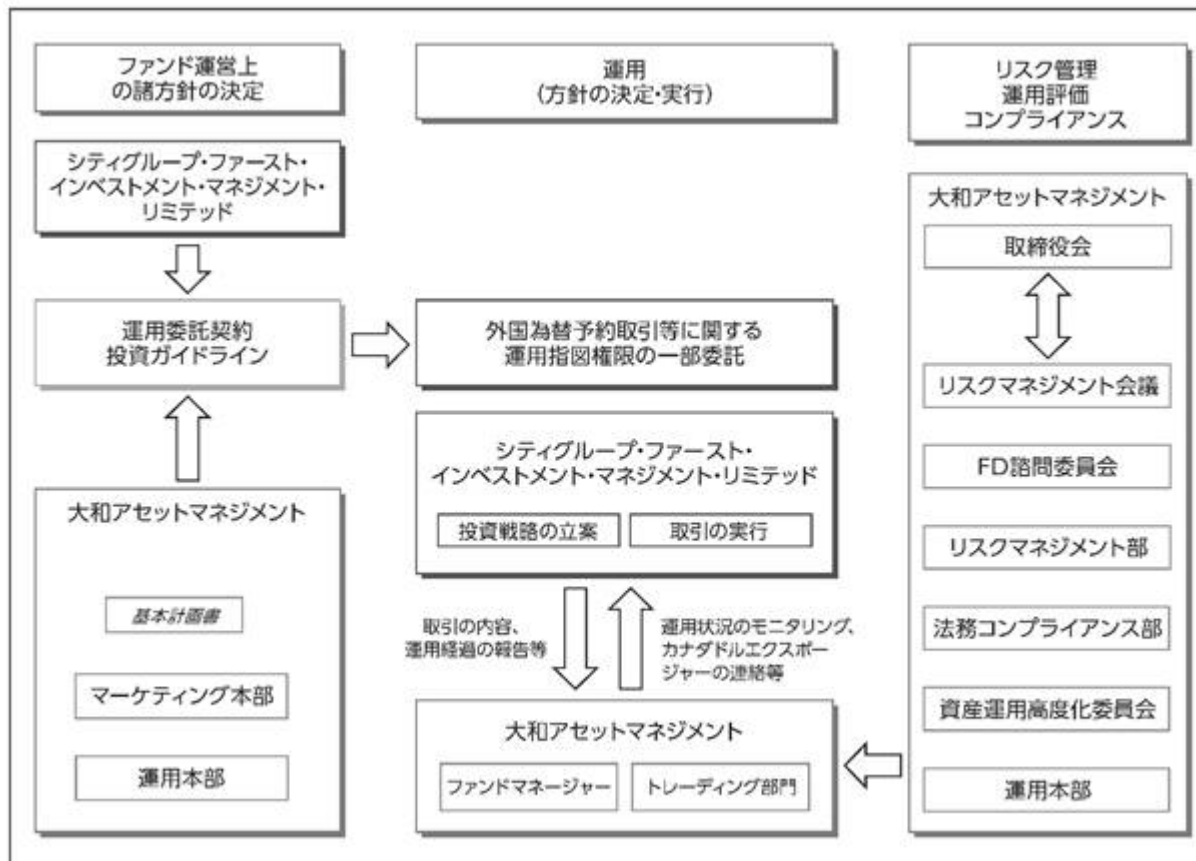 ファンド運営上
の諸方針の決定
シティグループ・ファースト・
インベストメント・マネジメント・
リミテッド
運用委託契約
投資ガイドライン
大和アセットマネジメント
基本計画書
マーケティング本部
運用本部
運用
(方針の決定・実行)
外国為替予約取引等に関する
運用指図権限の一部委託
シティグループ・ファースト・
インベストメント・マネジメント・リミテッド
投資戦略の立案
取引の実行
取引の内容、
運用経過の報告等
運用状況のモニタリング、
カナダドルエクスポー
ジャーの連絡等
大和アセットマネジメント
ファンドマネージャー
トレーディング部門
リスク管理
運用評価
コンプライアンス
大和アセットマネジメント
取締役会
リスクマネジメント会議
FD諮問委員会
リスクマネジメント部
法務コンプライアンス部
資産運用高度化委員会
運用本部